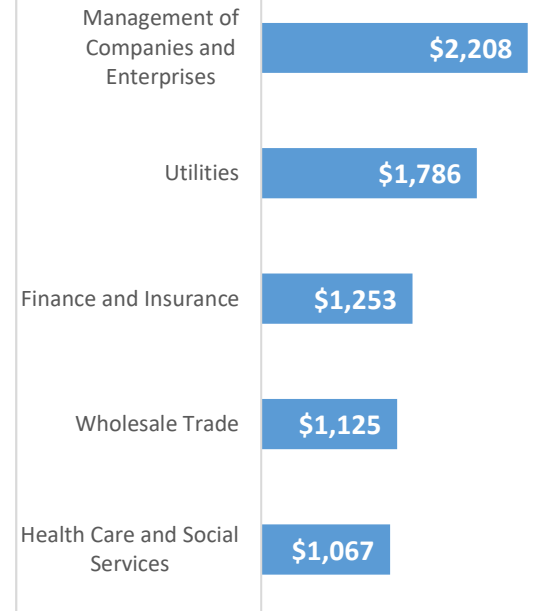 Management of
Companies and
Enterprises
$2,208
Utilities
$1,786
Finance and Insurance
$1,253
Wholesale Trade
$1,125
Health Care and Social
Services
$1,067